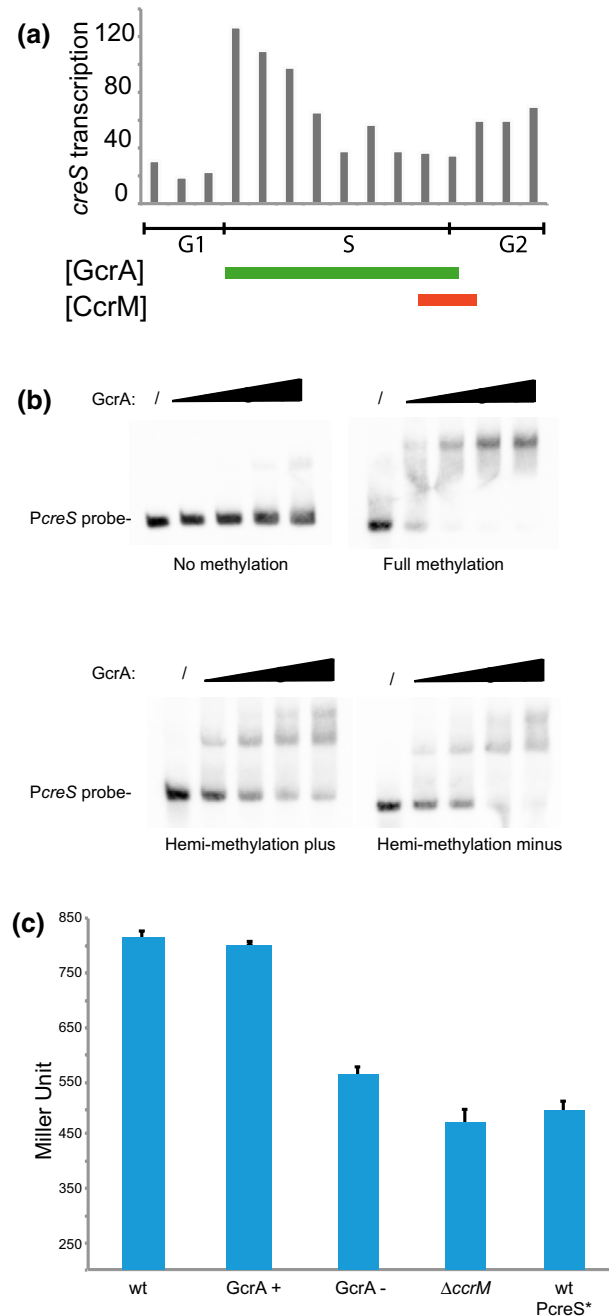 (a)
creS transcription
120
80
40
0
G1
S
G2
[GcrA]
[CcrM]
(b)
GcrA: /
/
PcreS probe-
No methylation
Full methylation
GcrA: /
/
PcreS probe-
Hemi-methylation plus
Hemi-methylation minus
(c)
Miller Unit
850
750
650
550
450
350
250
wt
GcrA +
GcrA -
ΔccrM
wt
PcreS*